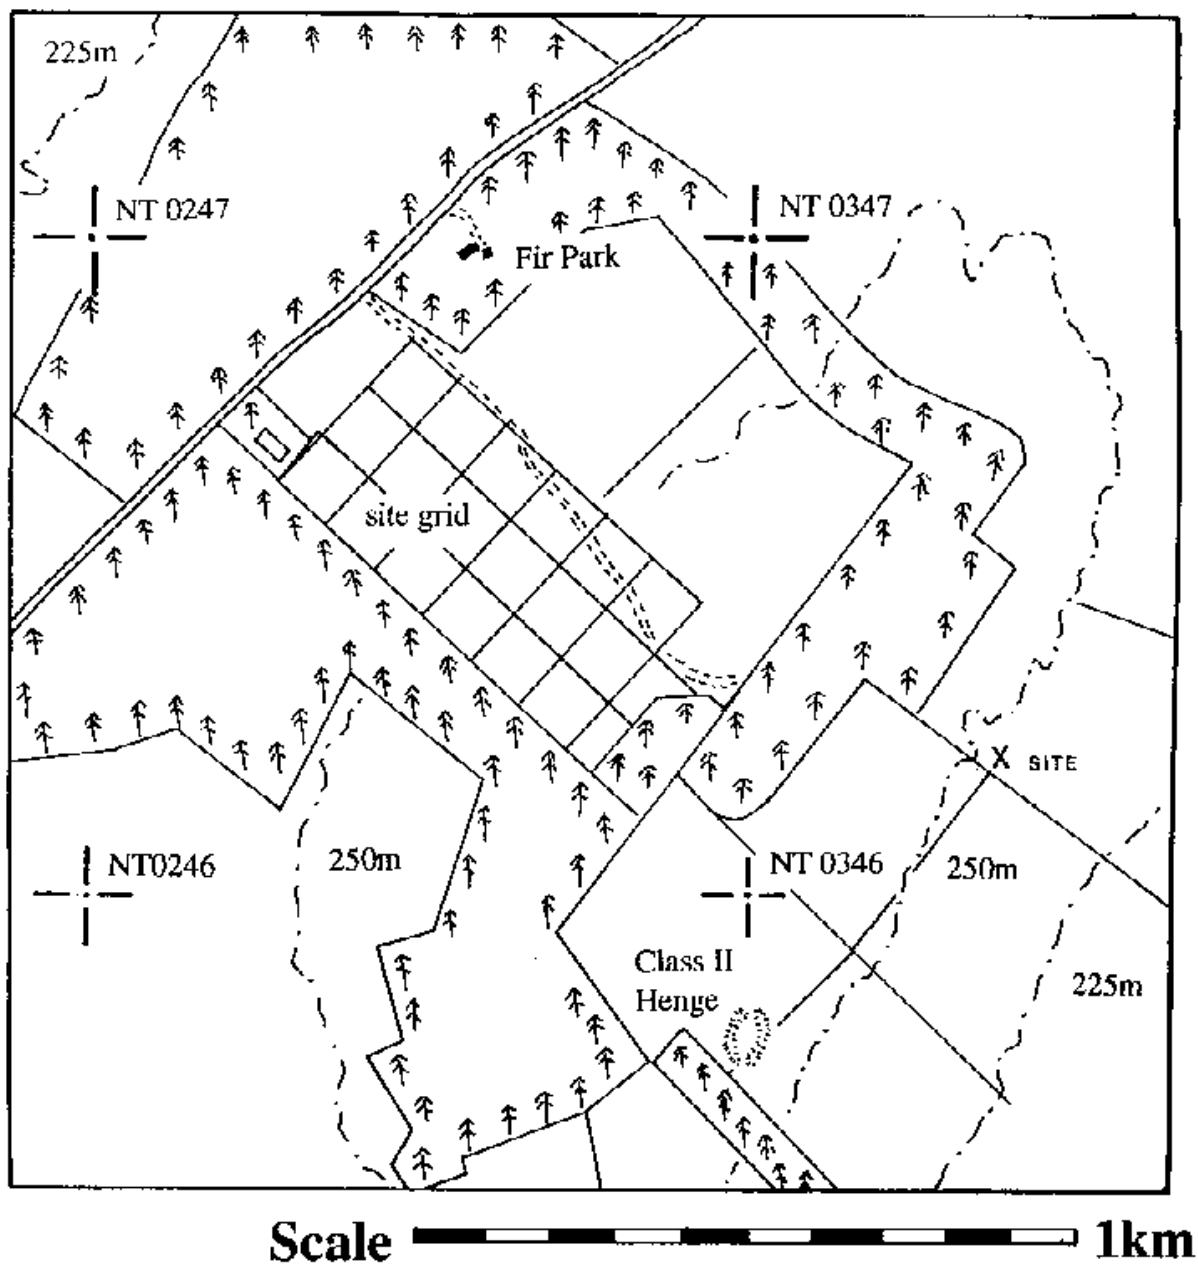 225m
NT 0247
NT 0347
Fir Park
site grid
X SITE
NT0246
250m
NT 0346
250m
Class II
Henge
225m
Scale
1km